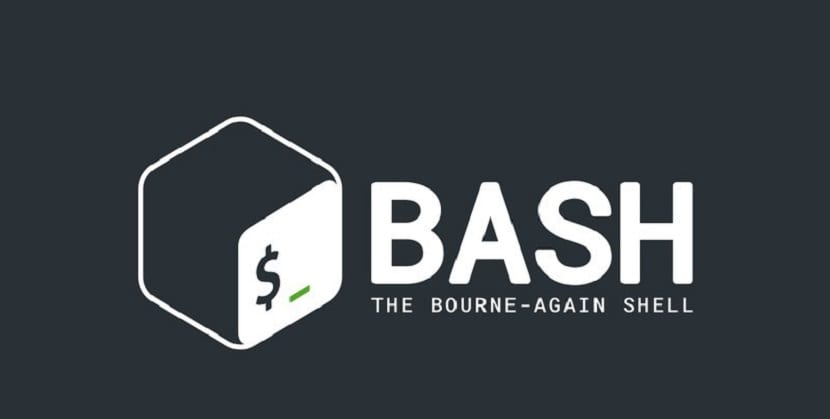 $_
BASH
THE BOURNE-AGAIN SHELL